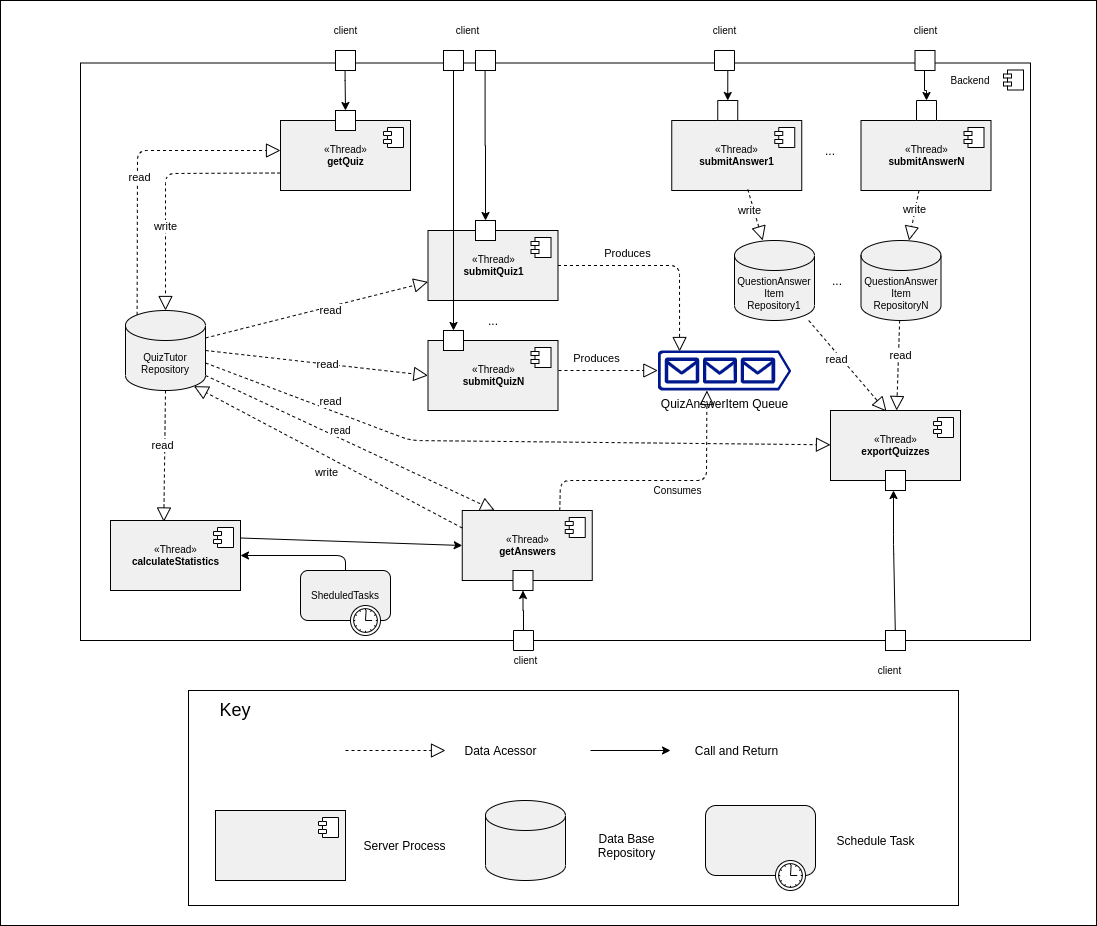 client
client
client
client
Backend
«Thread»
getQuiz
«Thread»
submitAnswer1
...
«Thread»
submitAnswerN
read
write
write
write
«Thread»
submitQuiz1
Produces
QuestionAnswer
Item
Repository1
...
QuestionAnswer
Item
RepositoryN
read
...
QuizTutor
Repository
read
«Thread»
submitQuizN
Produces
read
read
QuizAnswerItem Queue
read
read
write
read
«Thread»
exportQuizzes
Consumes
«Thread»
calculateStatistics
«Thread»
getAnswers
SheduledTasks
client
client
Key
Data Acessor
Call and Return
Server Process
Data Base
Repository
Schedule Task